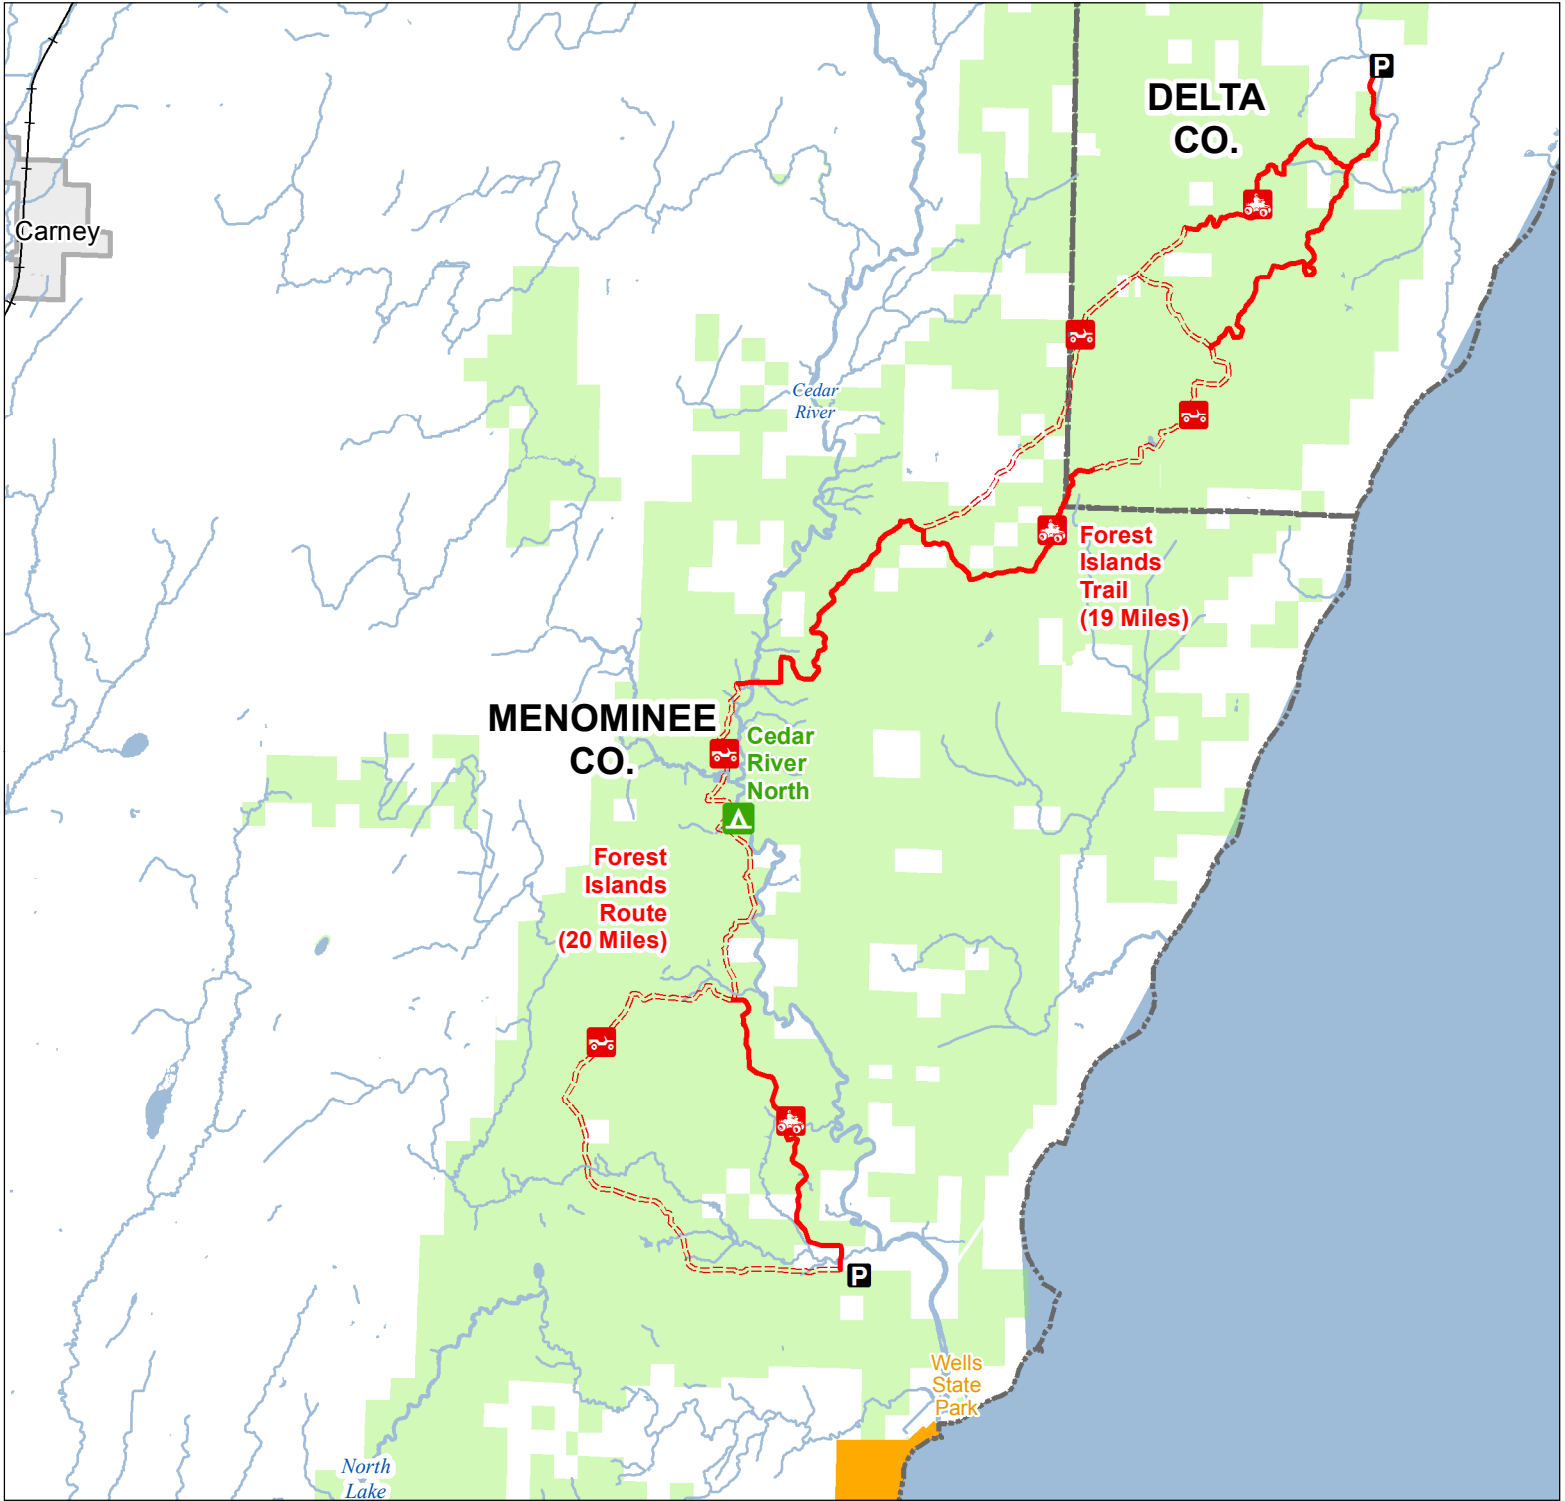 P
DELTA
CO.
Carney
Cedar
River
Forest
Islands
Trail
(19 Miles)
MENOMINEE
CO.
Cedar
River
North
Forest
Islands
Route
(20 Miles)
P
Wells
State
Park
North
Lake